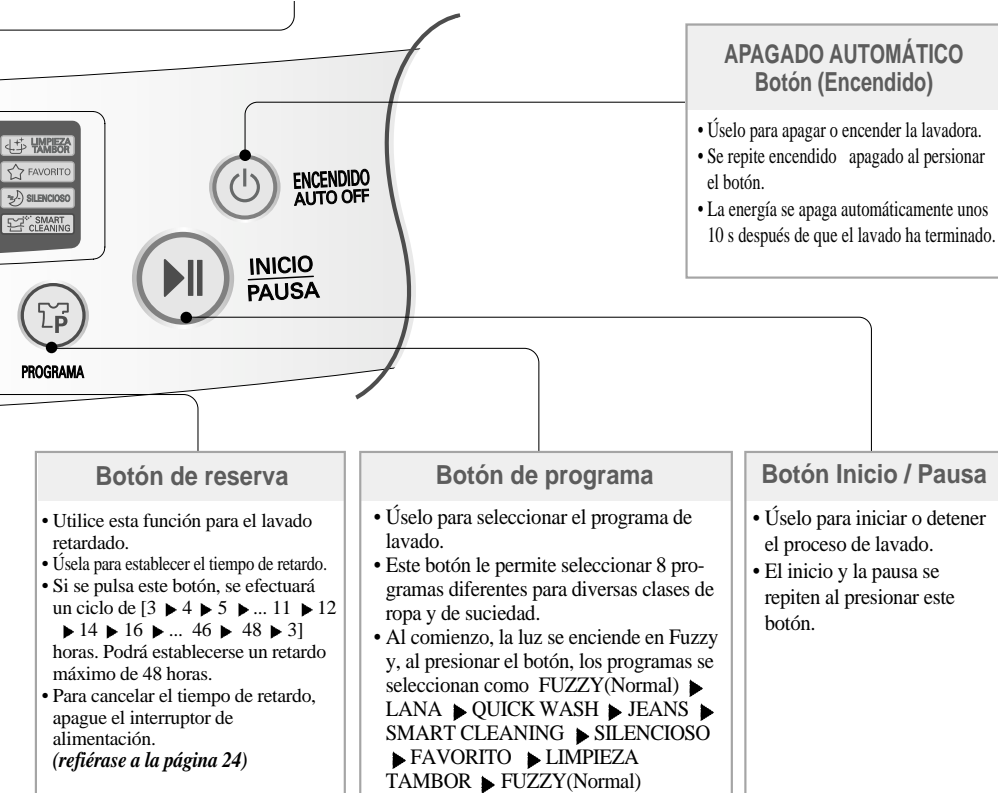 APAGADO AUTOMÁTICO
Botón (Encendido)
• Úselo para apagar o encender la lavadora.
• Se repite encendido apagado al persionar
el botón.
• La energía se apaga automáticamente unos
10 s después de que el lavado ha terminado.
LIMPIEZA
TAMBOR
FAVORITO
SILENCIOSO
SMART
CLEANING
ENCENDIDO
AUTO OFF
INICIO
PAUSA
P
PROGRAMA
Botón de reserva
• Utilice esta función para el lavado
retardado.
• Úsela para establecer el tiempo de retardo.
• Si se pulsa este botón, se efectuará
un ciclo de [3 ▶ 4 ▶ 5 ▶ ... 11 ▶ 12
▶ 14 ▶ 16 ▶ ... 46 ▶ 48 ▶ 3]
horas. Podrá establecerse un retardo
máximo de 48 horas.
• Para cancelar el tiempo de retardo,
apague el interruptor de
alimentación.
(refiérase a la página 24)
Botón de programa
• Úselo para seleccionar el programa de
lavado.
• Este botón le permite seleccionar 8 pro-
gramas diferentes para diversas clases de
ropa y de suciedad.
• Al comienzo, la luz se enciende en Fuzzy
y, al presionar el botón, los programas se
seleccionan como FUZZY(Normal) ▶
LANA ▶ QUICK WASH ▶ JEANS ▶
SMART CLEANING ▶ SILENCIOSO
▶ FAVORITO ▶ LIMPIEZA
TAMBOR ▶ FUZZY(Normal)
Botón Inicio / Pausa
• Úselo para iniciar o detener
el proceso de lavado.
• El inicio y la pausa se
repiten al presionar este
botón.